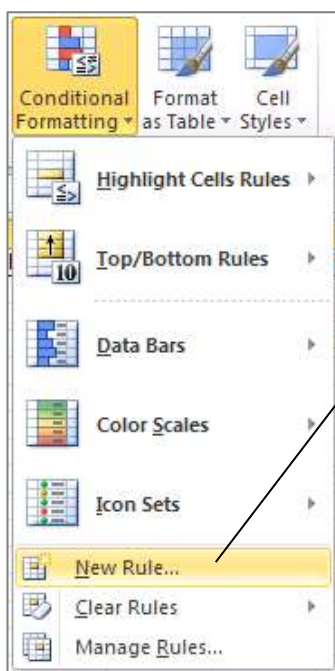 Conditional Formatting
Format as Table
Cell Styles
Highlight Cells Rules
10
Top/Bottom Rules
Data Bars
Color Scales
Icon Sets
New Rule...
Clear Rules
Manage Rules...